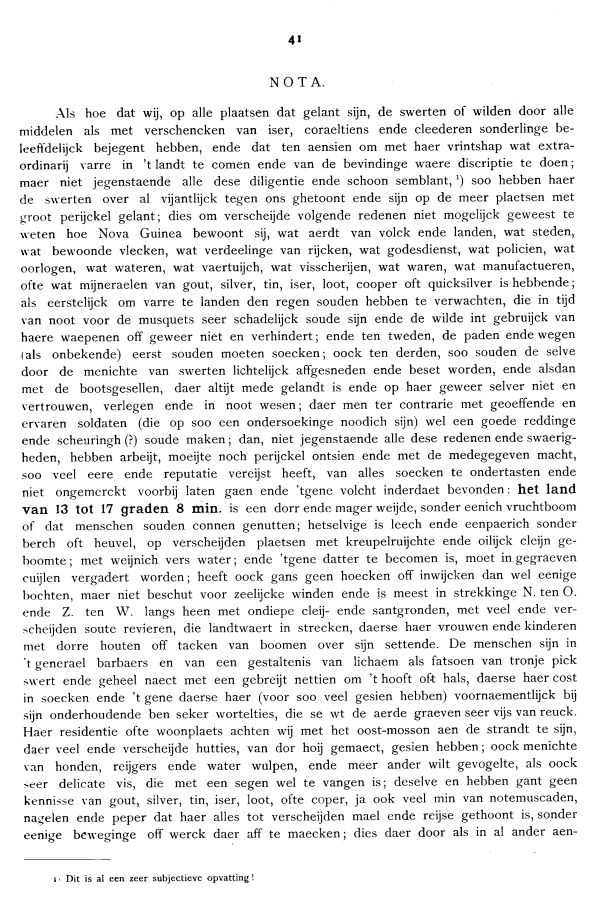 41
NOTA.
Als hoe dat wij, op alle plaatsen dat gelant sijn, de swerten of wilden door alle
middelen als met verschencken van iser, coraeltiens ende cleederen sonderlinge be-
leeffdelijck bejegent hebben, ende dat ten aensien om met haer vrintshap wat extra-
ordinarij varre in 't landt te comen ende van de bevindinge waere discriptie te doen;
maer niet jegenstaende alle dese diligentie ende schoon semblant, ¹) soo hebben haer
de swerten over al vijantlijck tegen ons ghetoont ende sijn op de meer plaetsen met
groot perijckel gelant; dies om verscheijde volgende redenen niet mogelijck geweest te
weten hoe Nova Guinea bewoont sij, wat aerdt van volck ende landen, wat steden,
wat bewoonde vlecken, wat verdeelinge van rijcken, wat godesdienst, wat policien, wat
oorlogen, wat wateren, wat vaertuijch, wat visscherijen, wat waren, wat manufactueren,
ofte wat mijneraelen van gout, silver, tin, iser, loot, cooper oft quicksilver is hebbende;
als eerstelijck om varre te landen den regen souden hebben te verwachten, die in tijd
van noot voor de musquets seer schadelijck soude sijn ende de wilde int gebruijck van
haere waepenen off geweer niet en verhindert; ende ten tweden, de paden ende wegen
(als onbekende) eerst souden moeten soecken; oock ten derden, soo souden de selve
door de menichte van swerten lichtelijck affgesneden ende beset worden, ende alsdan
met de bootsgesellen, daer altijt mede gelandt is ende op haer geweer selver niet en
vertrouwen, verlegen ende in noot wesen; daer men ter contrarie met geoeffende en
ervaren soldaten (die op soo een ondersoekinge noodich sijn) wel een goede reddinge
ende scheuringh (?) soude maken; dan, niet jegenstaende alle dese redenen ende swaerig-
heden, hebben arbeijt, moeijte noch perijckel ontsien ende met de medegegeven macht,
soo veel eere ende reputatie vereijst heeft, van alles soecken te ondertasten ende
niet ongemerckt voorbij laten gaen ende 'tgene volcht inderdaet bevonden: het land
van 13 tot 17 graden 8 min. is een dorr ende mager weijde, sonder eenich vruchtboom
of dat menschen souden connen genutten; hetselvige is leech ende eenpaerich sonder
berch oft heuvel, op verscheijden plaetsen met kreupelruijchte ende oilijck cleijn ge-
boomte; met weijnich vers water; ende 'tgene datter te becomen is, moet in gegraeven
cuijlen vergadert worden; heeft oock gans geen hoecken off inwijcken dan wel eenige
bochten, maer niet beschut voor zeelijcke winden ende is meest in strekkinge N. ten O.
ende Z. ten W. langs heen met ondiepe cleij- ende santgronden, met veel ende ver-
scheijden soute revieren, die landtwaert in strecken, daerse haer vrouwen ende kinderen
met dorre houten off tacken van boomen over sijn settende. De menschen sijn in
't generael barbaers en van een gestaltenis van lichaem als fatsoen van tronje pick
swert ende geheel naect met een gebreijt nettien om 't hooft oft hals, daerse haer cost
in soecken ende 't gene daerse haer (voor soo veel gesien hebben) voornaementlijck bij
sijn onderhoudende ben seker wortelties, die se wt de aerde graeven seer vijs van reuck.
Haer residentie ofte woonplaets achten wij met het oost-mosson aen de strandt te sijn,
daer veel ende verscheijde hutties, van dor hoij gemaect, gesien hebben; oock menichte
van honden, reijgers ende water wulpen, ende meer ander wilt gevogelte, als oock
seer delicate vis, die met een segen wel te vangen is; deselve en hebben gant geen
kennisse van gout, silver, tin, iser, loot, ofte coper, ja ook veel min van notemuscaden,
nagelen ende peper dat haer alles tot verscheijden mael ende reijse gethoont is, sonder
eenige beweginge off werck daer aff te maecken; dies daer door als in al ander aen-
1) Dit is al een zeer subjectieve opvatting!